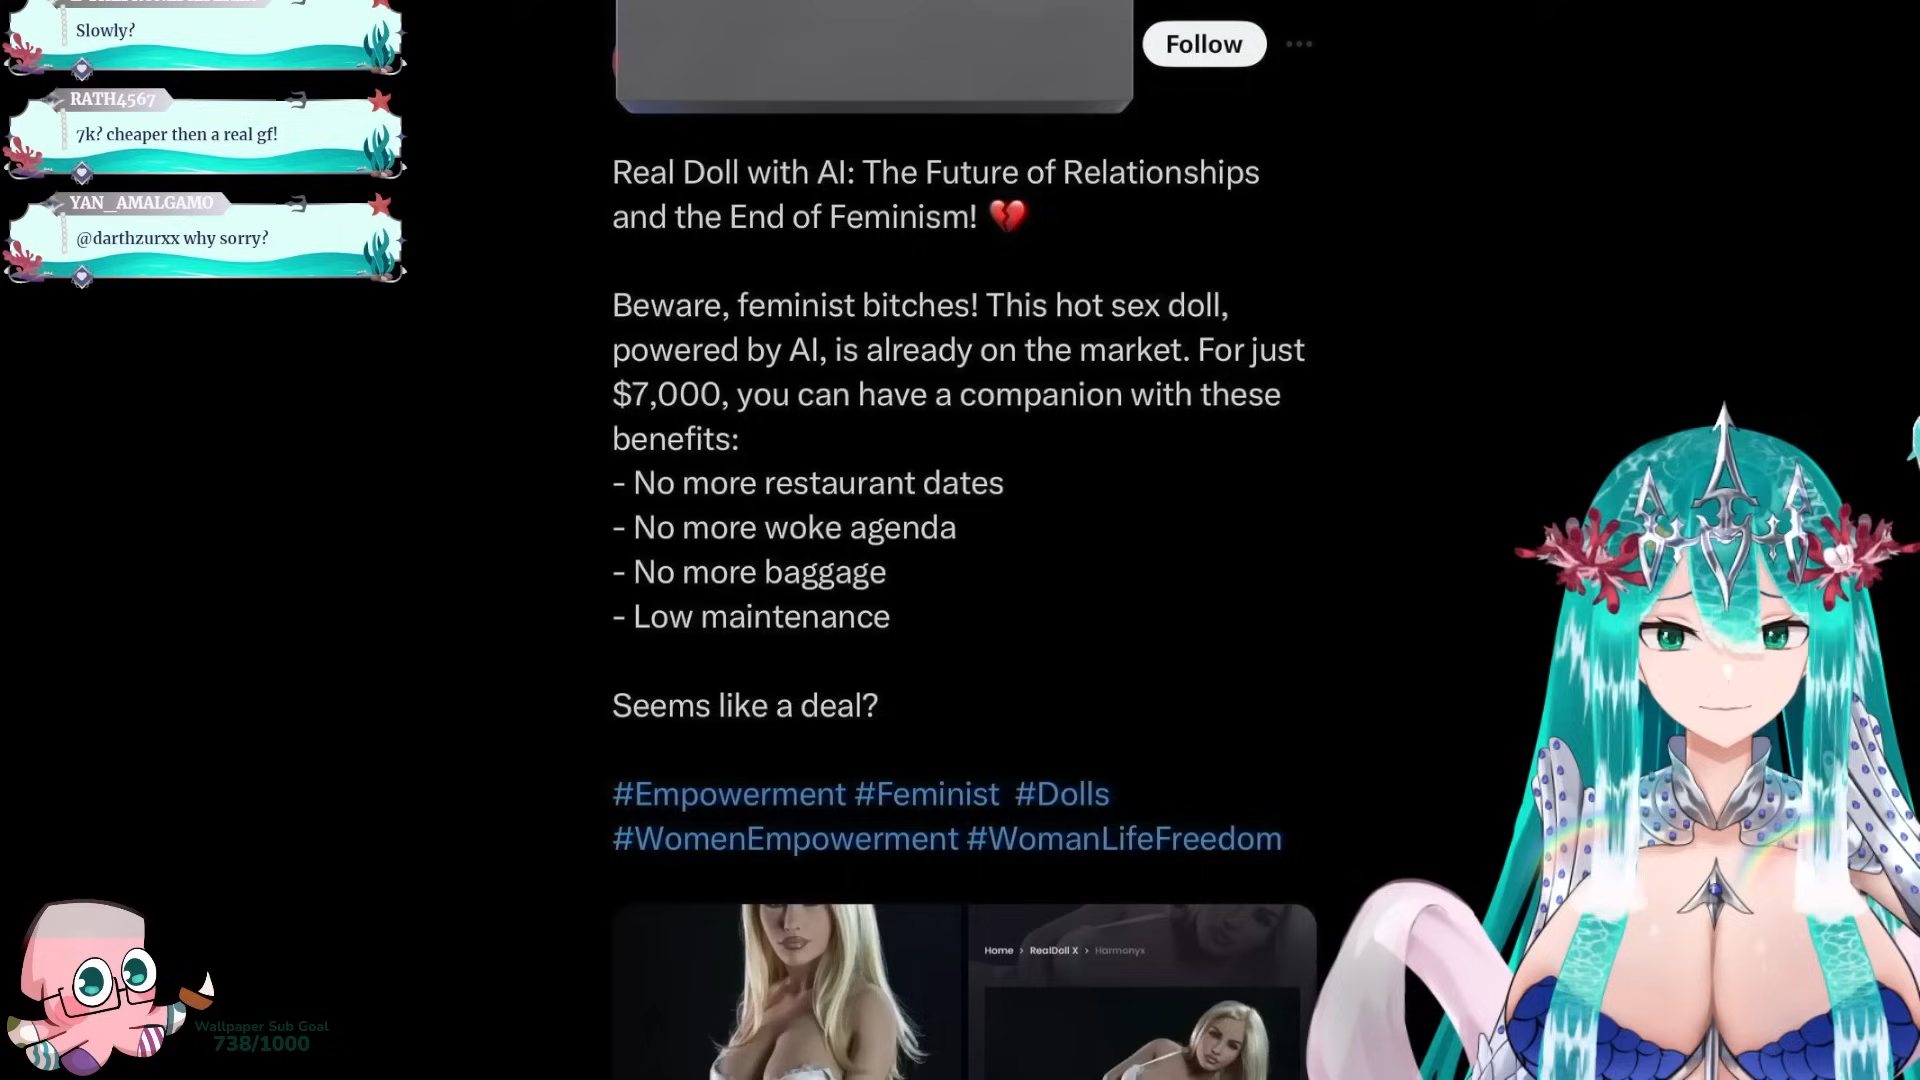 Slowly?
RATH4567
7k? cheaper then a real gf!
YAN_AMALGAMO
@darthzurxx why sorry?
Follow
Real Doll with AI: The Future of Relationships
and the End of Feminism! 💔
Beware, feminist bitches! This hot sex doll,
powered by AI, is already on the market. For just
$7,000, you can have a companion with these
benefits:
- No more restaurant dates
- No more woke agenda
- No more baggage
- Low maintenance
Seems like a deal?
#Empowerment #Feminist #Dolls
#WomenEmpowerment #WomanLifeFreedom
Home › RealDoll X › Harmonyx
Wallpaper Sub Goal
738/1000